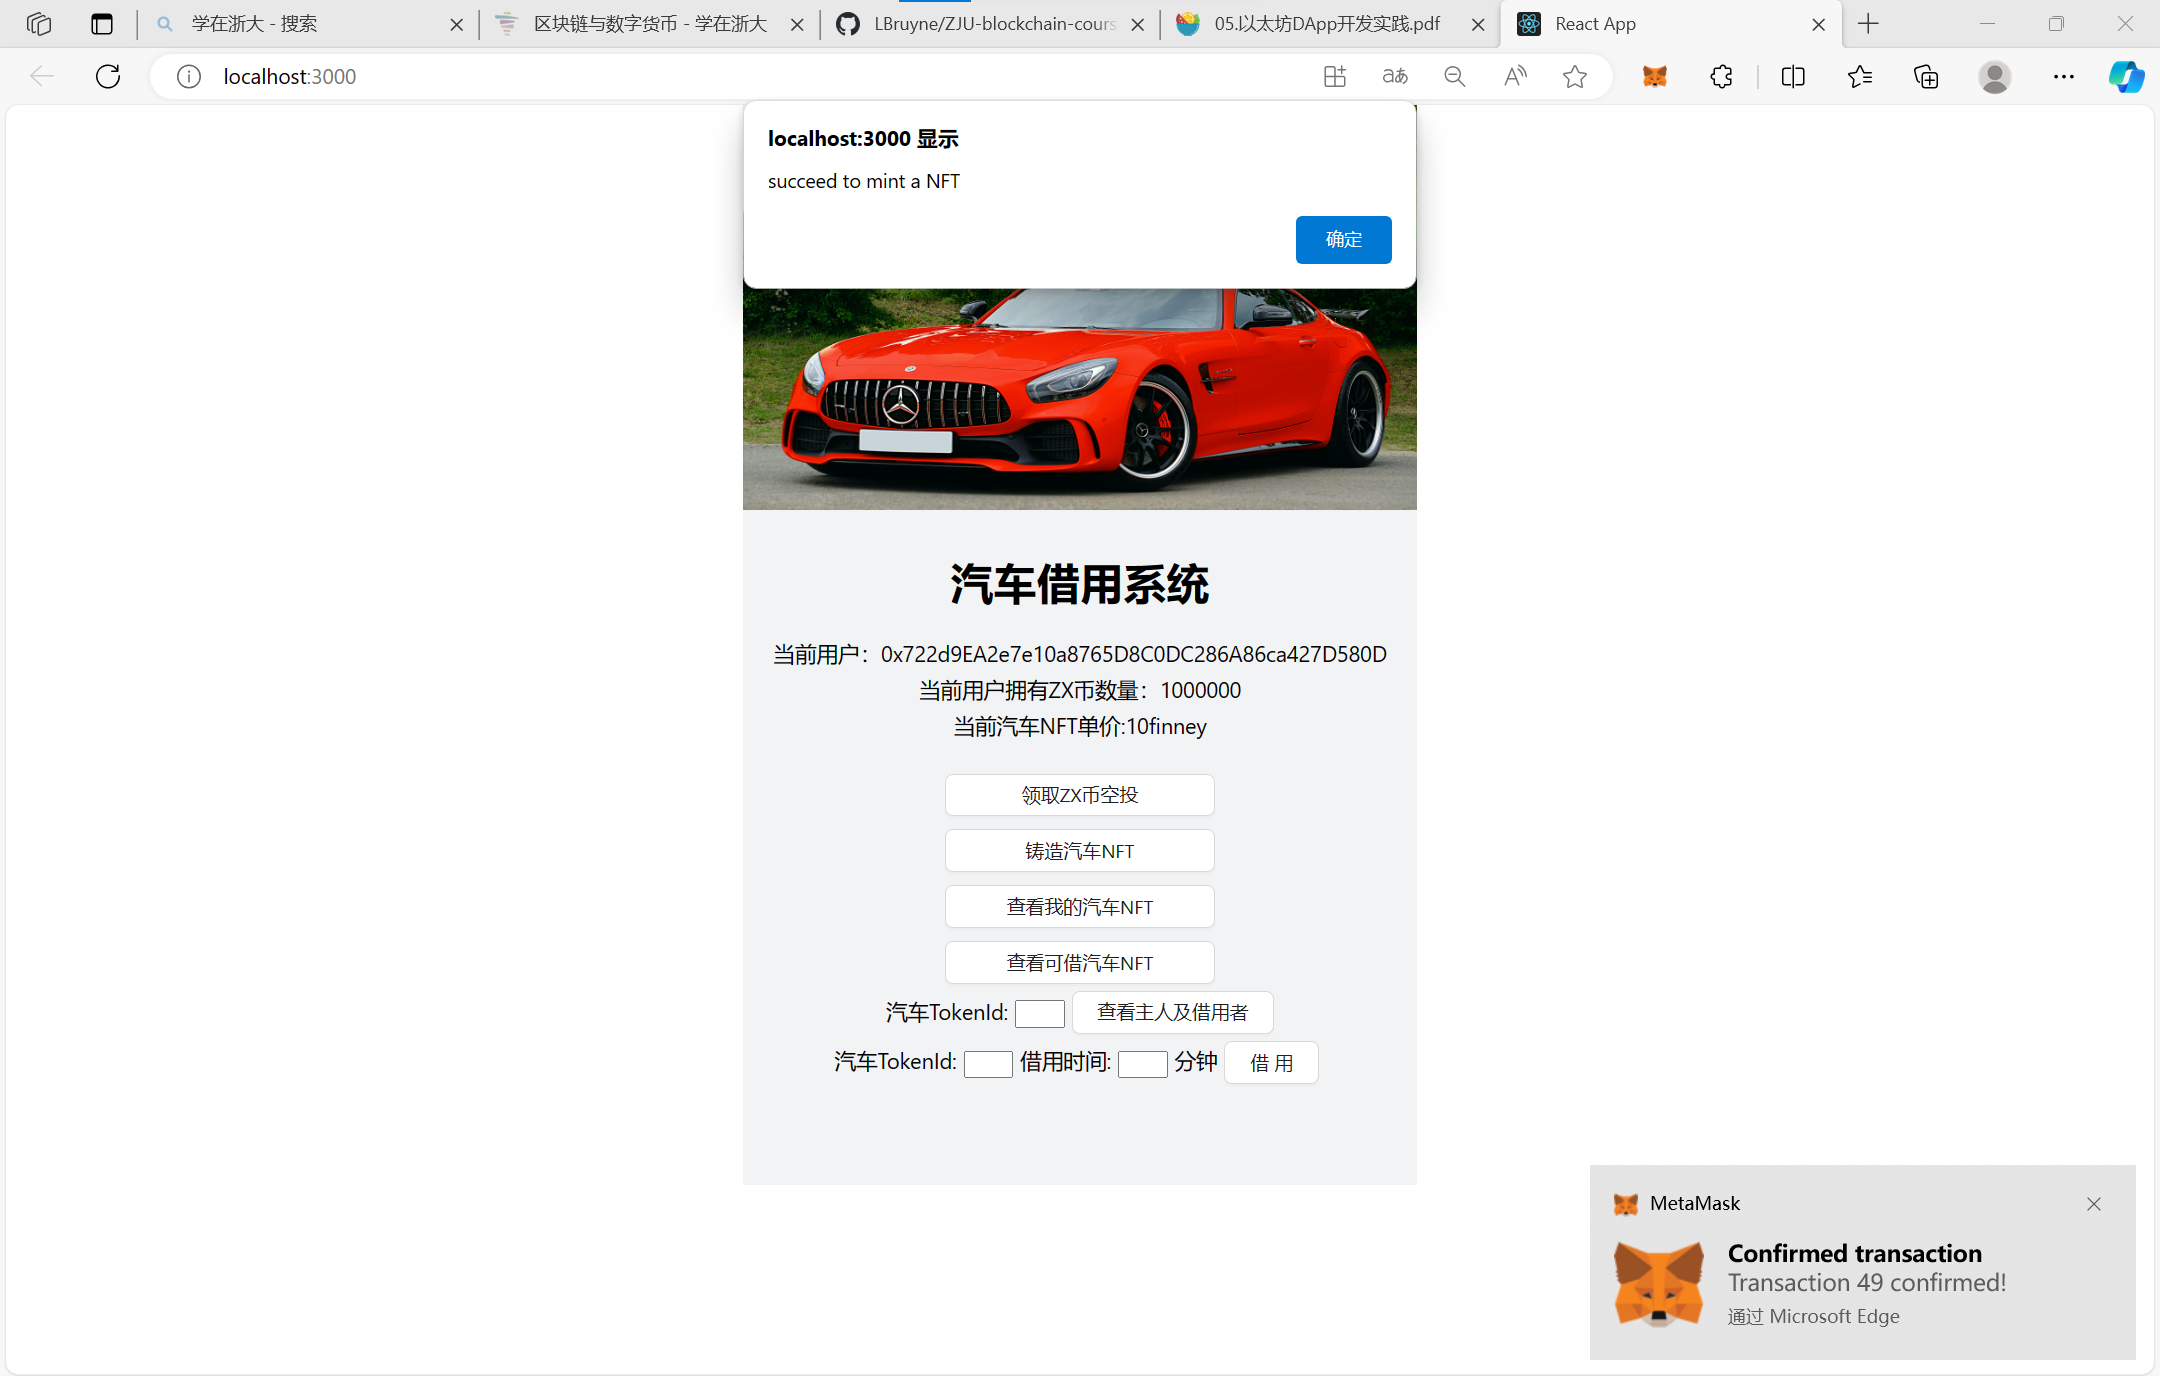 学在浙大 - 搜索
区块链与数字货币 - 学在浙大
LBruyne/ZJU-blockchain-cours
05.以太坊DApp开发实践.pdf
React App
localhost:3000
localhost:3000 显示
succeed to mint a NFT
确定
汽车借用系统
当前用户：0x722d9EA2e7e10a8765D8C0DC286A86ca427D580D
当前用户拥有ZX币数量：1000000
当前汽车NFT单价:10finney
领取ZX币空投
铸造汽车NFT
查看我的汽车NFT
查看可借汽车NFT
汽车TokenId: 查看主人及借用者
汽车TokenId: 借用时间: 分钟 借 用
MetaMask
Confirmed transaction
Transaction 49 confirmed!
通过 Microsoft Edge